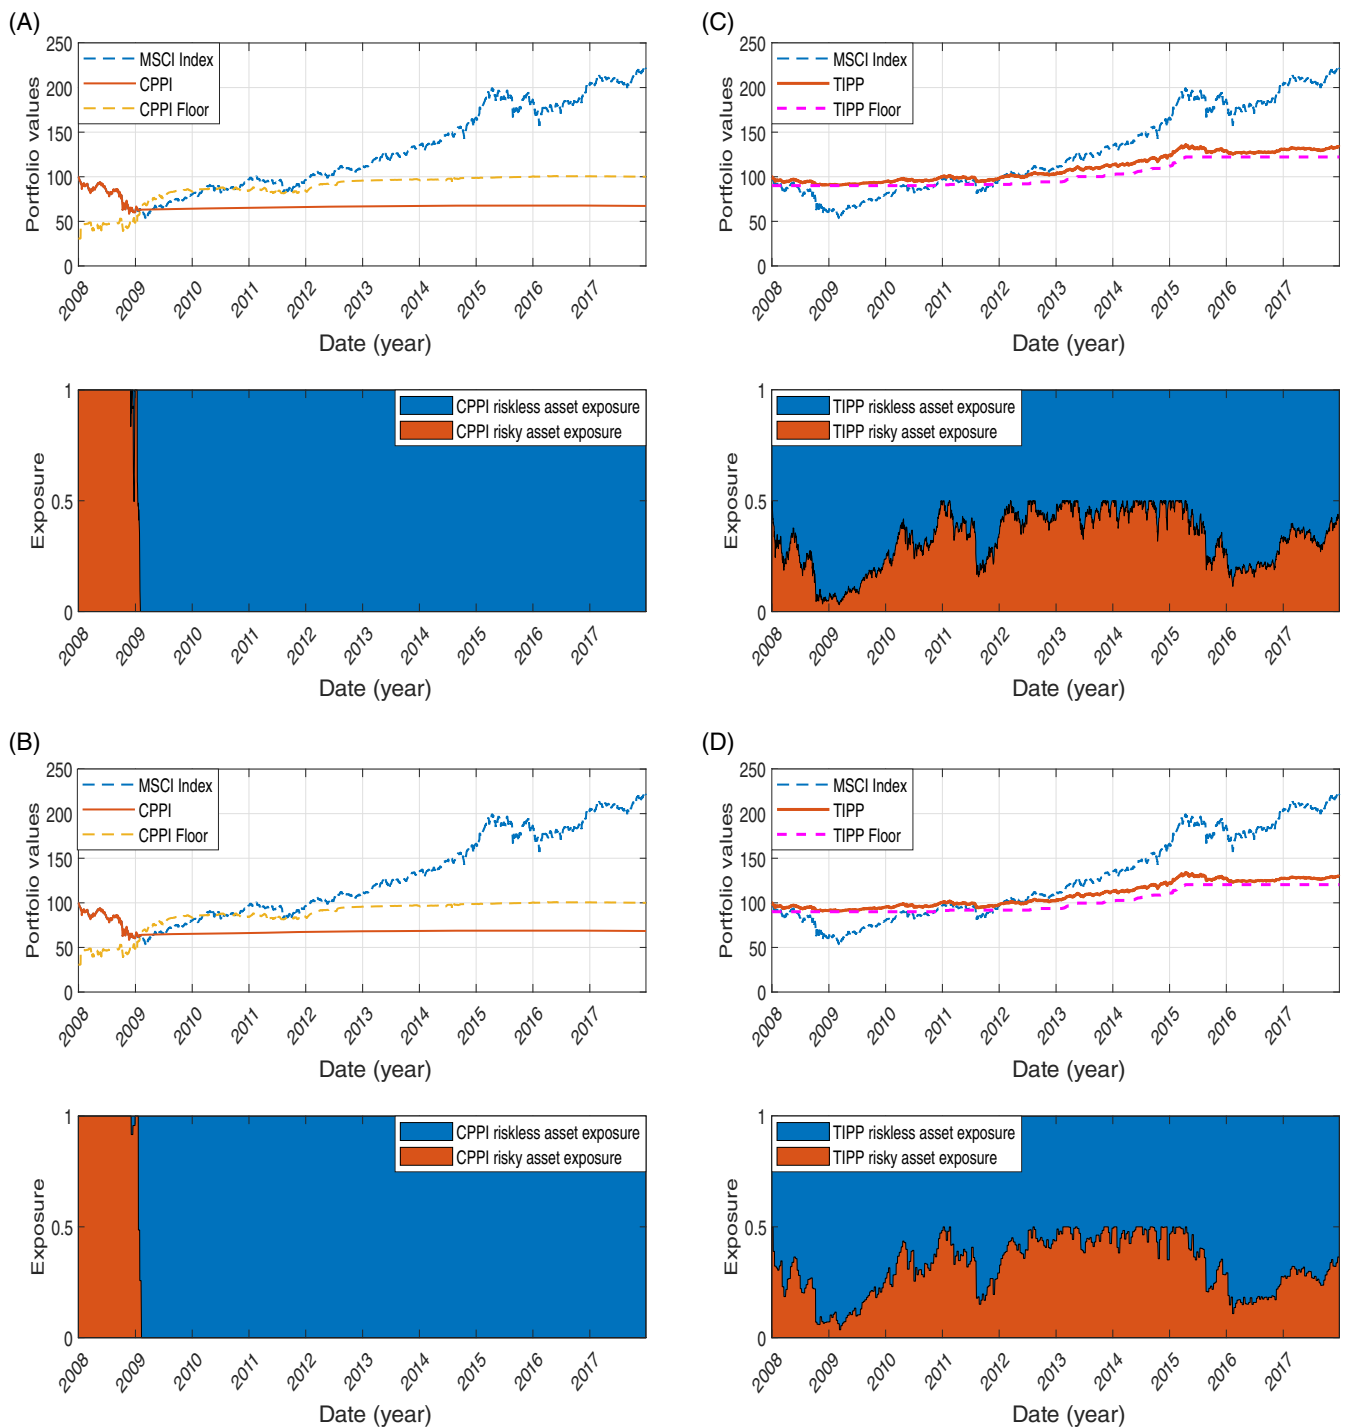 (A)
250
200
150
100
50
0
Portfolio values
MSCI Index
CPPI
CPPI Floor
2008
2009
2010
2011
2012
2013
2014
2015
2016
2017
Date (year)
1
0.5
0
Exposure
CPPI riskless asset exposure
CPPI risky asset exposure
2008
2009
2010
2011
2012
2013
2014
2015
2016
2017
Date (year)
(C)
250
200
150
100
50
0
Portfolio values
MSCI Index
TIPP
TIPP Floor
2008
2009
2010
2011
2012
2013
2014
2015
2016
2017
Date (year)
1
0.5
0
Exposure
TIPP riskless asset exposure
TIPP risky asset exposure
2008
2009
2010
2011
2012
2013
2014
2015
2016
2017
Date (year)
(B)
250
200
150
100
50
0
Portfolio values
MSCI Index
CPPI
CPPI Floor
2008
2009
2010
2011
2012
2013
2014
2015
2016
2017
Date (year)
1
0.5
0
Exposure
CPPI riskless asset exposure
CPPI risky asset exposure
2008
2009
2010
2011
2012
2013
2014
2015
2016
2017
Date (year)
(D)
250
200
150
100
50
0
Portfolio values
MSCI Index
TIPP
TIPP Floor
2008
2009
2010
2011
2012
2013
2014
2015
2016
2017
Date (year)
1
0.5
0
Exposure
TIPP riskless asset exposure
TIPP risky asset exposure
2008
2009
2010
2011
2012
2013
2014
2015
2016
2017
Date (year)